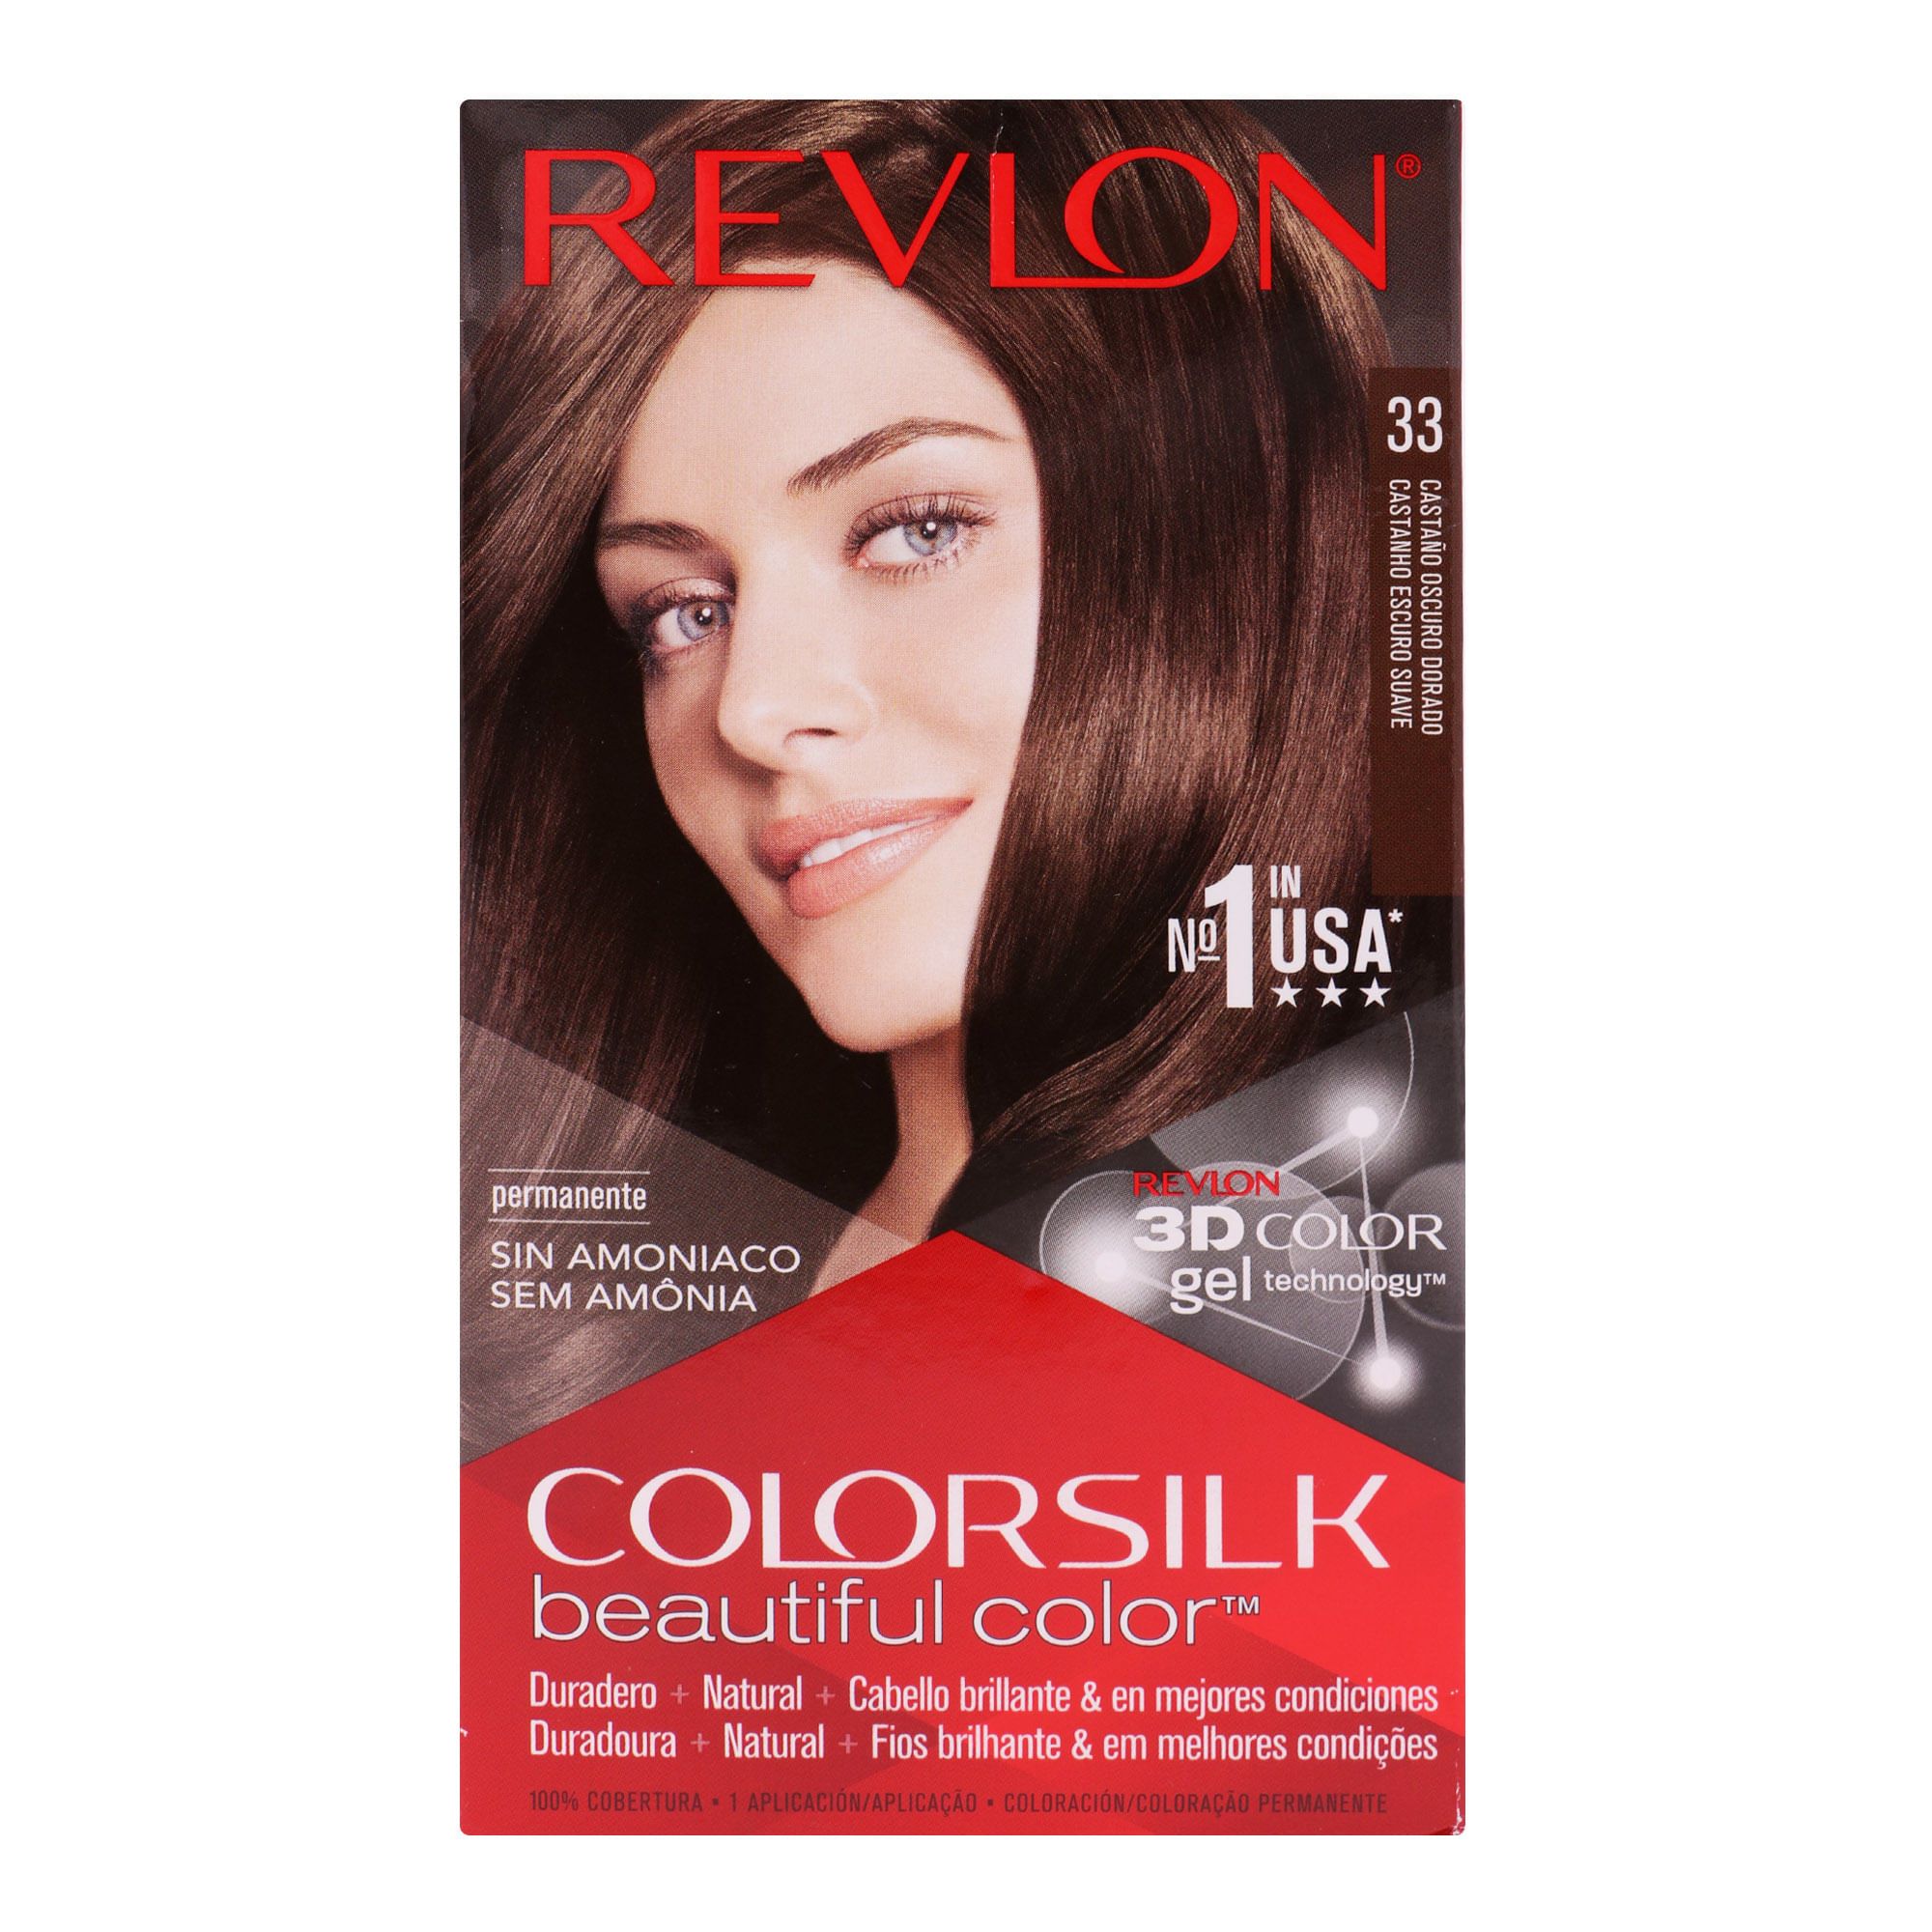 REVLON®
33
CASTAÑO OSCURO DORADO
CASTANHO ESCURO SUAVE
Nº1 IN USA*
permanente
SIN AMONIACO
SEM AMÔNIA
REVLON
3D COLOR
gel technology™
COLORSILK
beautiful color™
Duradero + Natural + Cabello brillante & en mejores condiciones
Duradoura + Natural + Fios brilhante & em melhores condições
100% COBERTURA • 1 APLICACIÓN/APLICAÇÃO • COLORACIÓN/COLORAÇÃO PERMANENTE